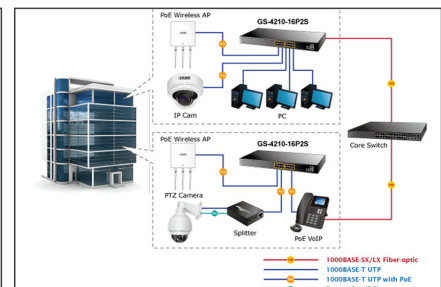 PoE Wireless AP
GS-4210-16P2S
IP Cam
PC
PoE Wireless AP
GS-4210-16P2S
Core Switch
PTZ Camera
Splitter
PoE VoIP
1000BASE-SX/LX Fiber-optic
1000BASE-T UTP
1000BASE-T UTP with PoE